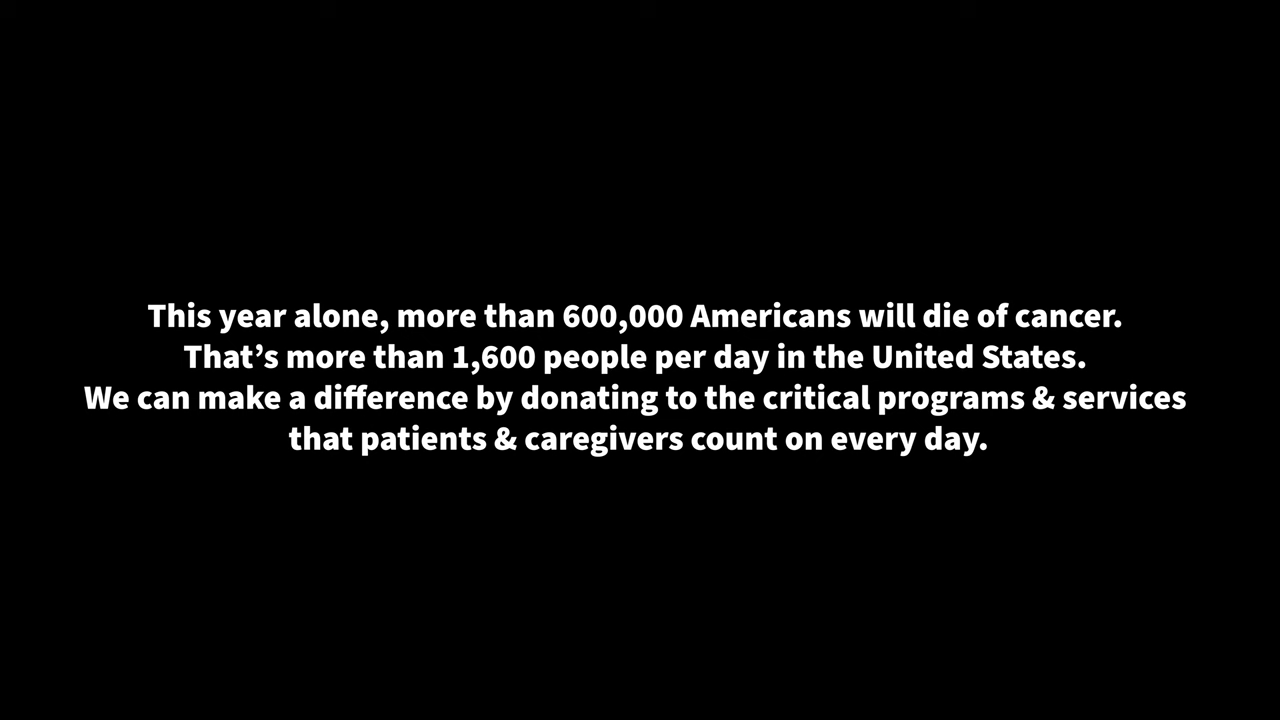 This year alone, more than 600,000 Americans will die of cancer.
That’s more than 1,600 people per day in the United States.
We can make a difference by donating to the critical programs & services
that patients & caregivers count on every day.